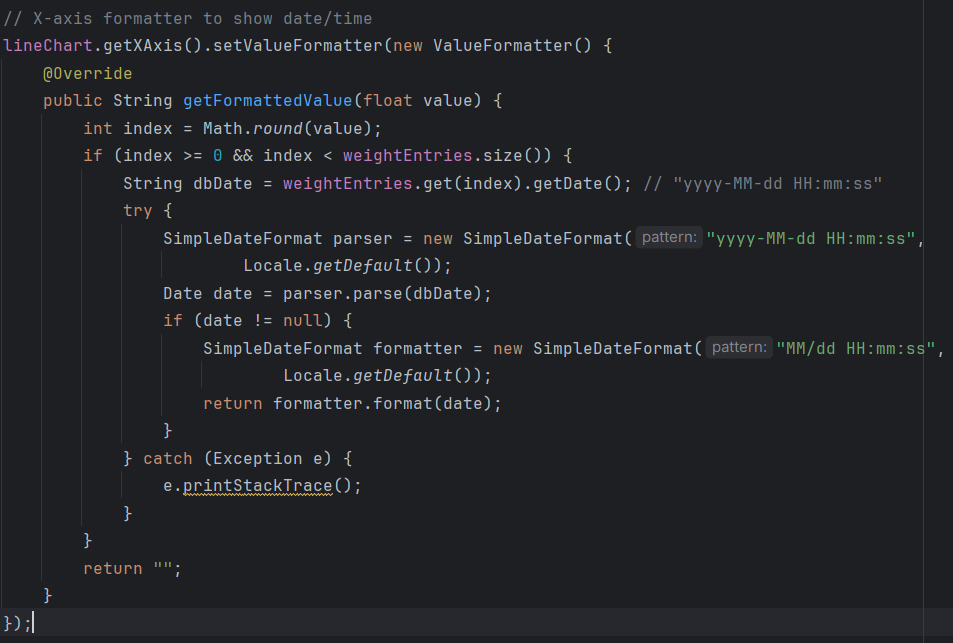 // X-axis formatter to show date/time
lineChart.getXAxis().setValueFormatter(new ValueFormatter() {
    @Override
    public String getFormattedValue(float value) {
        int index = Math.round(value);
        if (index >= 0 && index < weightEntries.size()) {
            String dbDate = weightEntries.get(index).getDate(); // "yyyy-MM-dd HH:mm:ss"
            try {
                SimpleDateFormat parser = new SimpleDateFormat( pattern: "yyyy-MM-dd HH:mm:ss",
                        Locale.getDefault());
                Date date = parser.parse(dbDate);
                if (date != null) {
                    SimpleDateFormat formatter = new SimpleDateFormat( pattern: "MM/dd HH:mm:ss",
                            Locale.getDefault());
                    return formatter.format(date);
                }
            } catch (Exception e) {
                e.printStackTrace();
            }
        }
        return "";
    }
});